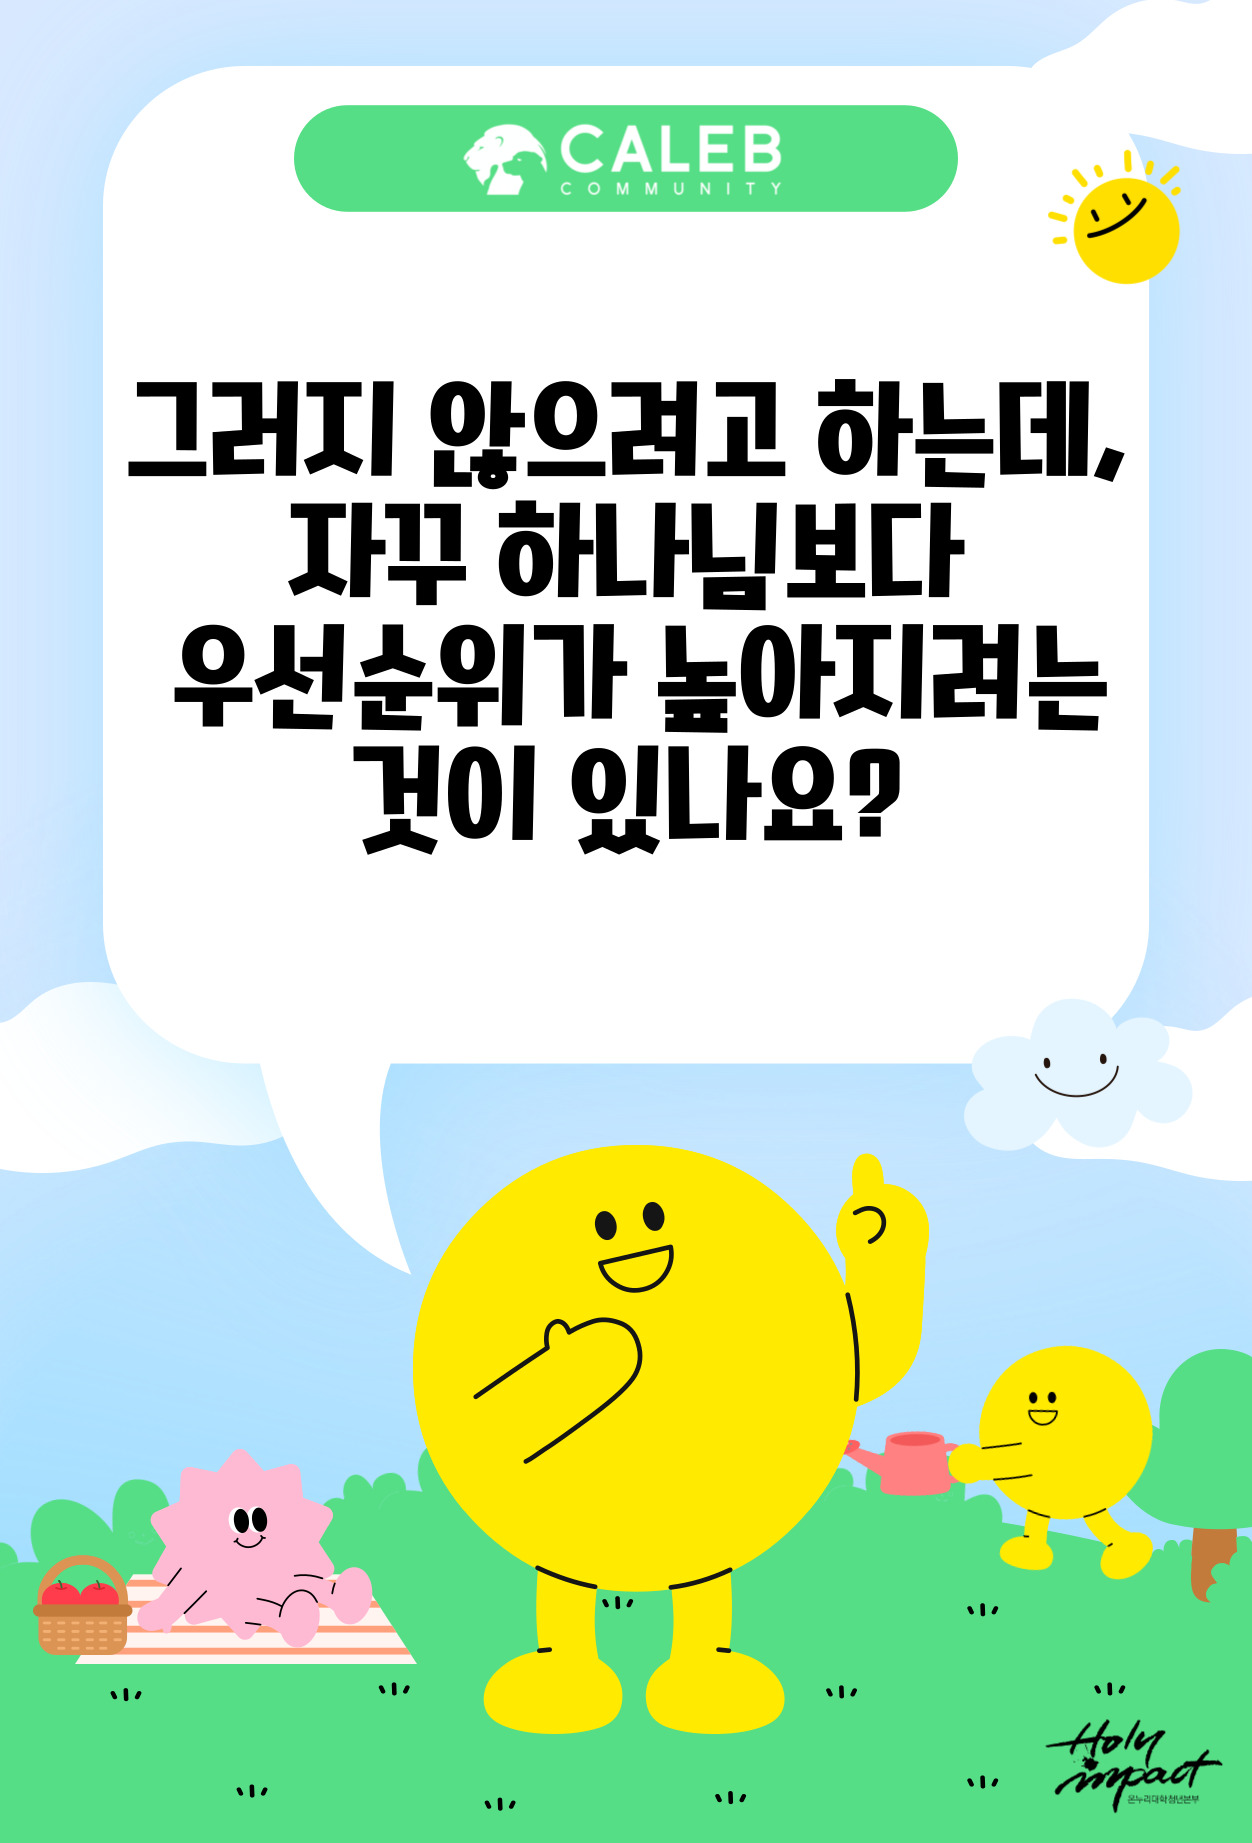 CALEB
COMMUNITY
그러지 않으려고 하는데,
자꾸 하나님보다
우선순위가 높아지려는
것이 있나요?
Holy
impact
온누리대학청년본부